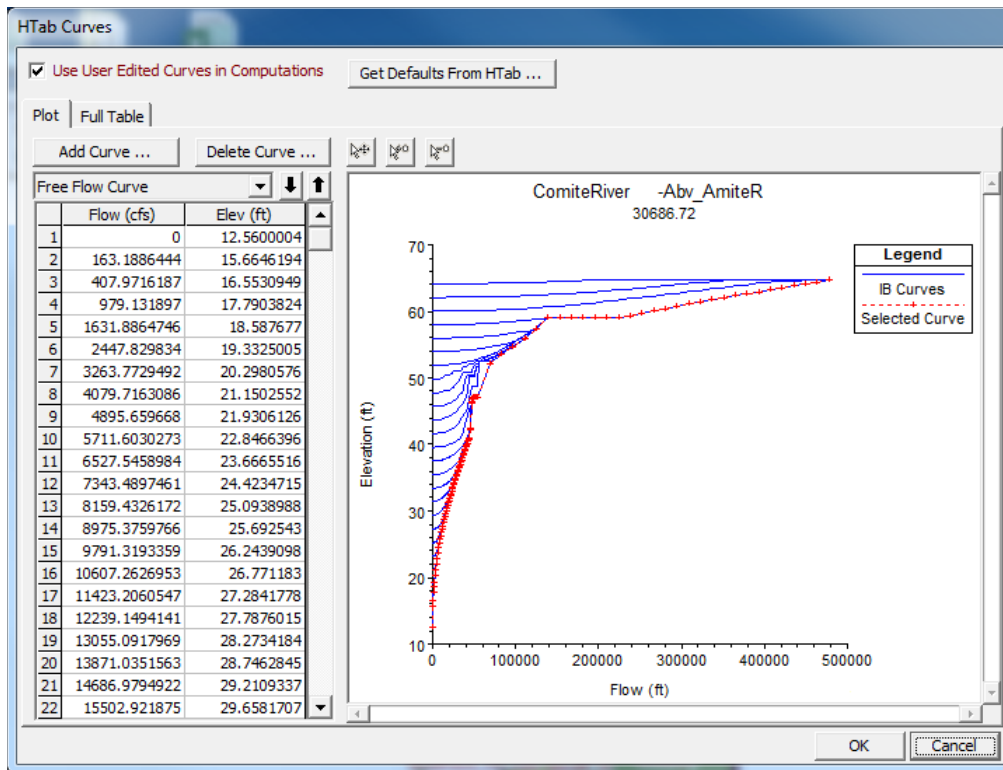 HTab Curves
Use User Edited Curves in Computations
Get Defaults From HTab ...
Plot
Full Table
Add Curve ...
Delete Curve ...
Free Flow Curve
Flow (cfs) Elev (ft)
1 0 12.5600004
2 163.1886444 15.6646194
3 407.9716187 16.5530949
4 979.131897 17.7903824
5 1631.8864746 18.587677
6 2447.829834 19.3325005
7 3263.7729492 20.2980576
8 4079.7163086 21.1502552
9 4895.659668 21.9306126
10 5711.6030273 22.8466396
11 6527.5458984 23.6665516
12 7343.4897461 24.4234715
13 8159.4326172 25.0938988
14 8975.3759766 25.692543
15 9791.3193359 26.2439098
16 10607.2626953 26.771183
17 11423.2060547 27.2841778
18 12239.1494141 27.7876015
19 13055.0917969 28.2734184
20 13871.0351563 28.7462845
21 14686.9794922 29.2109337
22 15502.921875 29.6581707
ComiteRiver -Abv_AmiteR
30686.72
70
60
50
40
30
20
10
Elevation (ft)
0 100000 200000 300000 400000 500000
Flow (ft)
Legend
IB Curves
Selected Curve
OK
Cancel